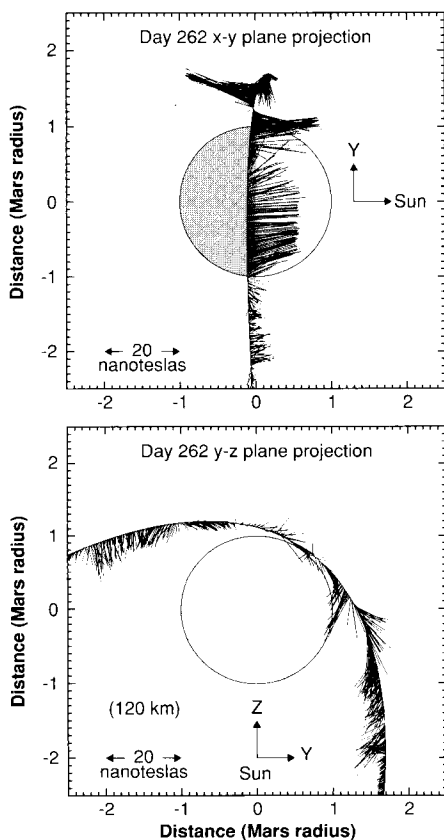 Day 262 x-y plane projection
Distance (Mars radius)
2
1
0
-1
-2
Y
Sun
20
nanoteslas
-2
-1
0
1
2
Day 262 y-z plane projection
Distance (Mars radius)
2
1
0
-1
-2
(120 km)
Z
Y
Sun
20
nanoteslas
-2
-1
0
1
2
Distance (Mars radius)